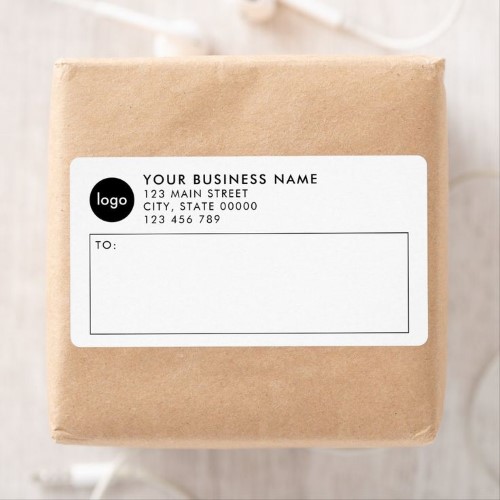 logo
YOUR BUSINESS NAME
123 MAIN STREET
CITY, STATE 00000
123 456 789
TO: